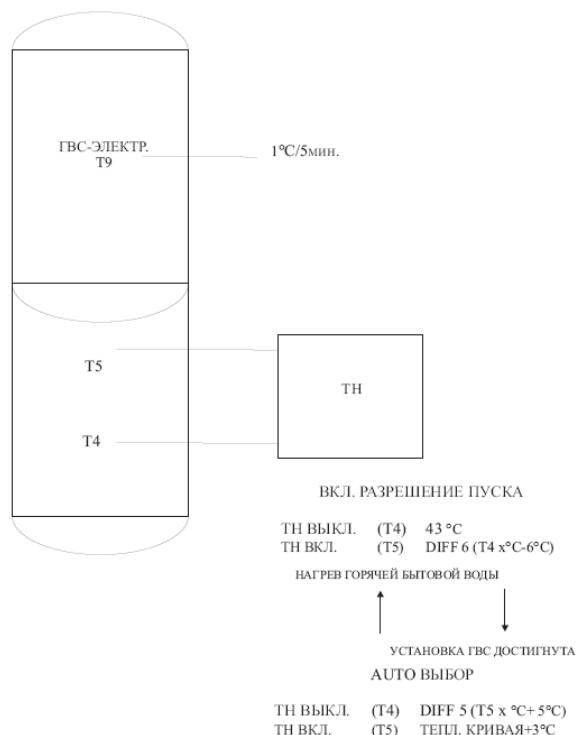 ГВС-ЭЛЕКТР.
T9
1°C/5мин.
T5
T4
ТН
ВКЛ. РАЗРЕШЕНИЕ ПУСКА
ТН ВЫКЛ. (T4) 43 °C
ТН ВКЛ. (T5) DIFF 6 (T4 x°C-6°C)
НАГРЕВ ГОРЯЧЕЙ БЫТОВОЙ ВОДЫ
УСТАНОВКА ГВС ДОСТИГНУТА
AUTO ВЫБОР
ТН ВЫКЛ. (T4) DIFF 5 (T5 x °C+ 5°C)
ТН ВКЛ. (T5) ТЕПЛ. КРИВАЯ+3°C